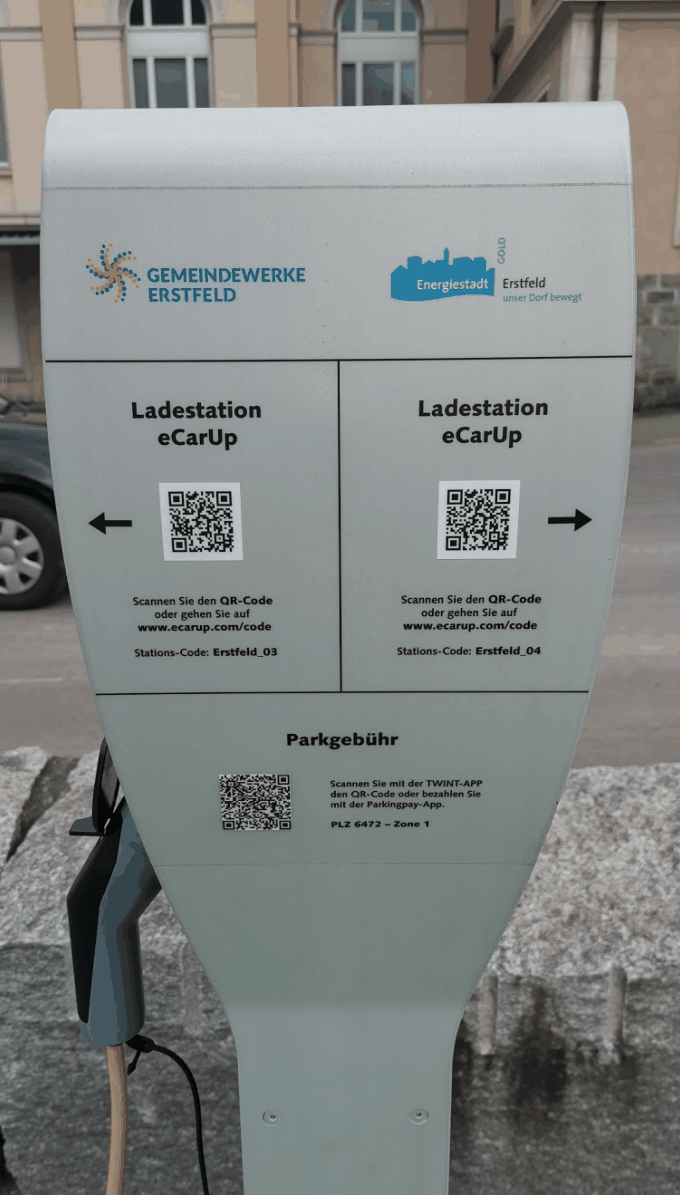 GEMEINDEWERKE
ERSTFELD
Energiestadt
GOLD
Erstfeld
unser Dorf bewegt
Ladestation
eCarUp
Scannen Sie den QR-Code
oder gehen Sie auf
www.ecarup.com/code
Stations-Code: Erstfeld_03
Ladestation
eCarUp
Scannen Sie den QR-Code
oder gehen Sie auf
www.ecarup.com/code
Stations-Code: Erstfeld_04
Parkgebühr
Scannen Sie mit der TWINT-APP
den QR-Code oder bezahlen Sie
mit der Parkingpay-App.
PLZ 6472 – Zone 1